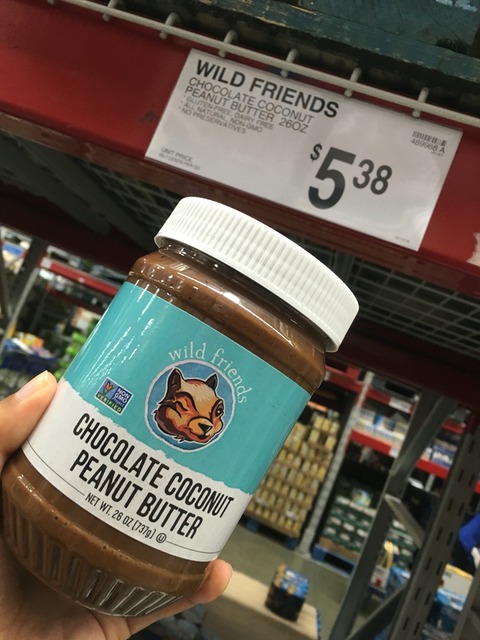 WILD FRIENDS
CHOCOLATE COCONUT
PEANUT BUTTER 26OZ
* GLUTEN-FREE, DAIRY FREE
* ALL NATURAL, NON GMO
* NO PRESERVATIVES
UNIT PRICE
$5.38
wild friends
NON
GMO
VERIFIED
CHOCOLATE COCONUT
PEANUT BUTTER
NET WT. 26 OZ (737g) U